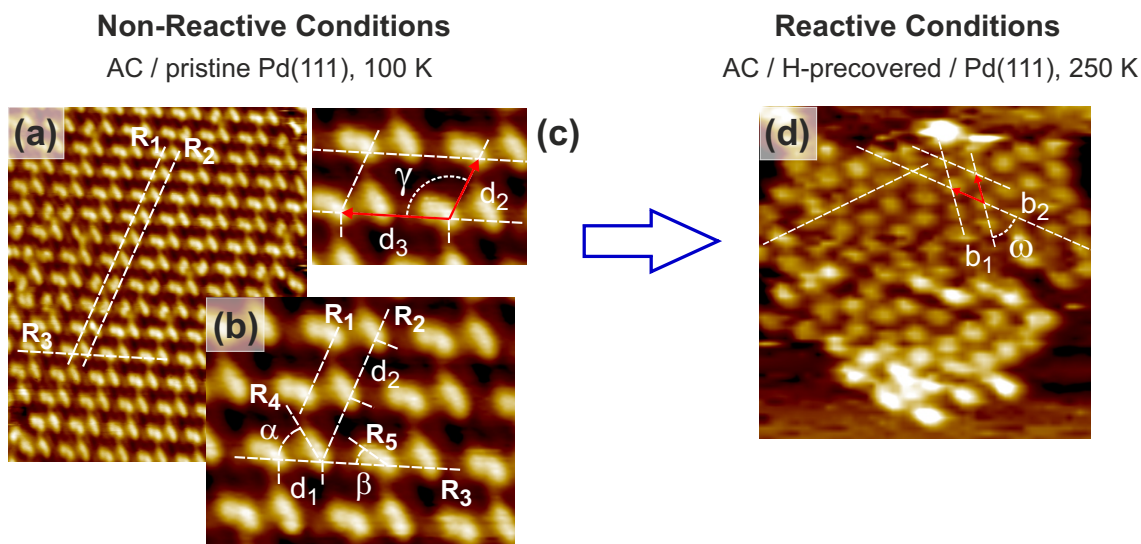 Non-Reactive Conditions
AC / pristine Pd(111), 100 K
Reactive Conditions
AC / H-precovered / Pd(111), 250 K
(a)
R1
R2
R3
(c)
γ
d2
d3
(b)
R1
R2
d2
R4
α
R5
d1
β
R3
(d)
b2
b1
ω